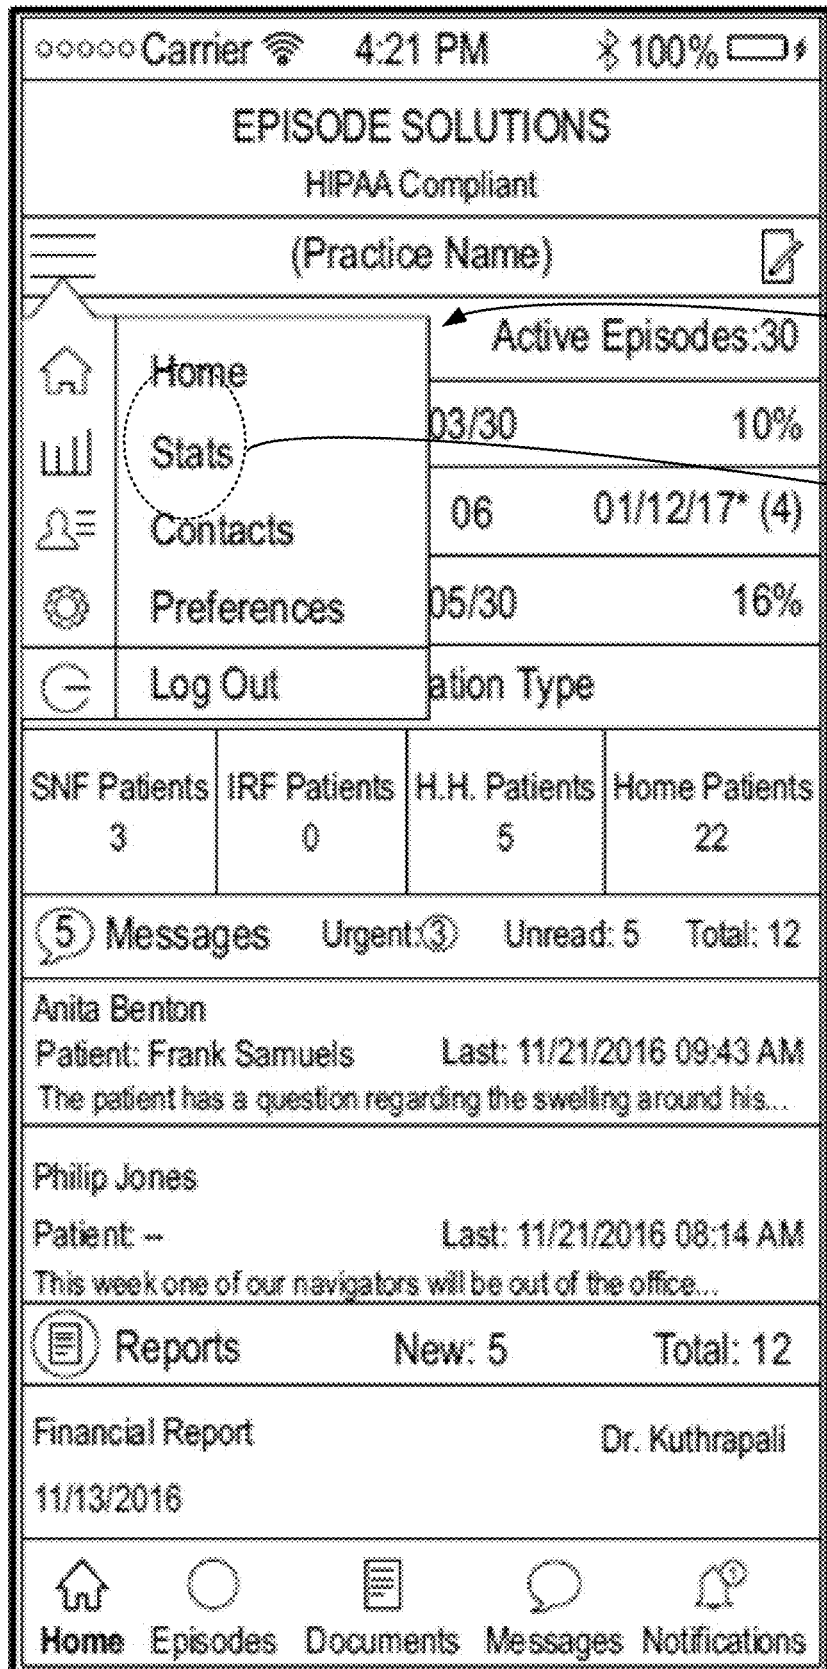 Carrier 4:21 PM 100%
EPISODE SOLUTIONS
HIPAA Compliant
(Practice Name)
Active Episodes:30
Home
03/30 10%
Stats
06 01/12/17* (4)
Contacts
Preferences 05/30 16%
Log Out ation Type
SNF Patients IRF Patients H.H. Patients Home Patients
3 0 5 22
5 Messages Urgent:3 Unread: 5 Total: 12
Anita Benton
Patient: Frank Samuels Last: 11/21/2016 09:43 AM
The patient has a question regarding the swelling around his...
Philip Jones
Patient: -- Last: 11/21/2016 08:14 AM
This week one of our navigators will be out of the office...
Reports New: 5 Total: 12
Financial Report Dr. Kuthrapali
11/13/2016
Home Episodes Documents Messages Notifications